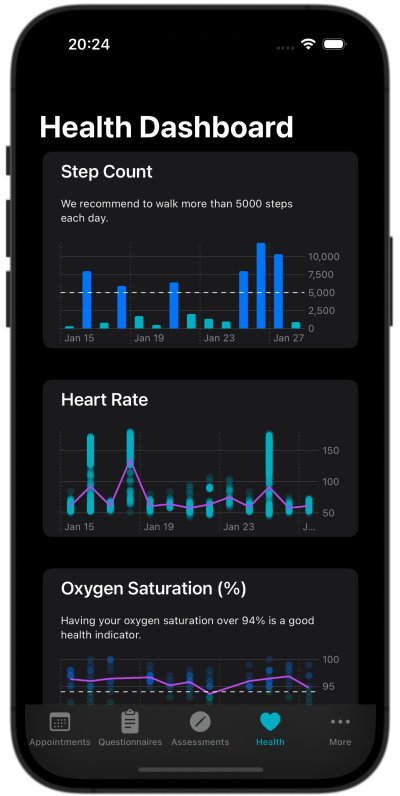 20:24
Health Dashboard
Step Count
We recommend to walk more than 5000 steps
each day.
10,000
7,500
5,000
2,500
0
Jan 15 Jan 19 Jan 23 Jan 27
Heart Rate
150
100
50
Jan 15 Jan 19 Jan 23 J...
Oxygen Saturation (%)
Having your oxygen saturation over 94% is a good
health indicator.
100
95
Appointments Questionnaires Assessments Health More